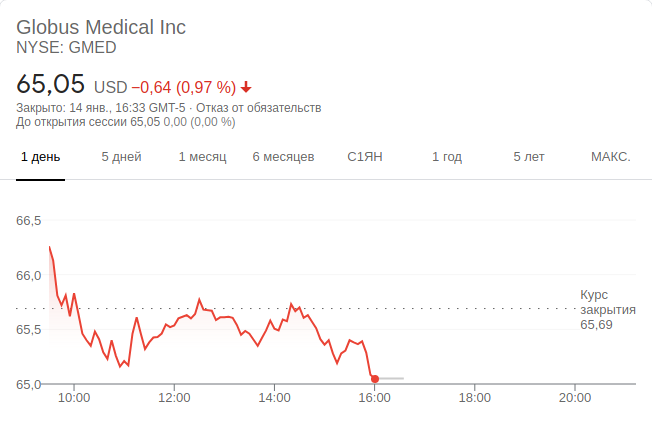 Globus Medical Inc
NYSE: GMED
65,05 USD −0,64 (0,97 %)
Закрыто: 14 янв., 16:33 GMT-5 · Отказ от обязательств
До открытия сессии 65,05 0,00 (0,00 %)
1 день 5 дней 1 месяц 6 месяцев С1ЯН 1 год 5 лет МАКС.
66,5
66,0
Курс
закрытия
65,69
65,5
65,0
10:00 12:00 14:00 16:00 18:00 20:00